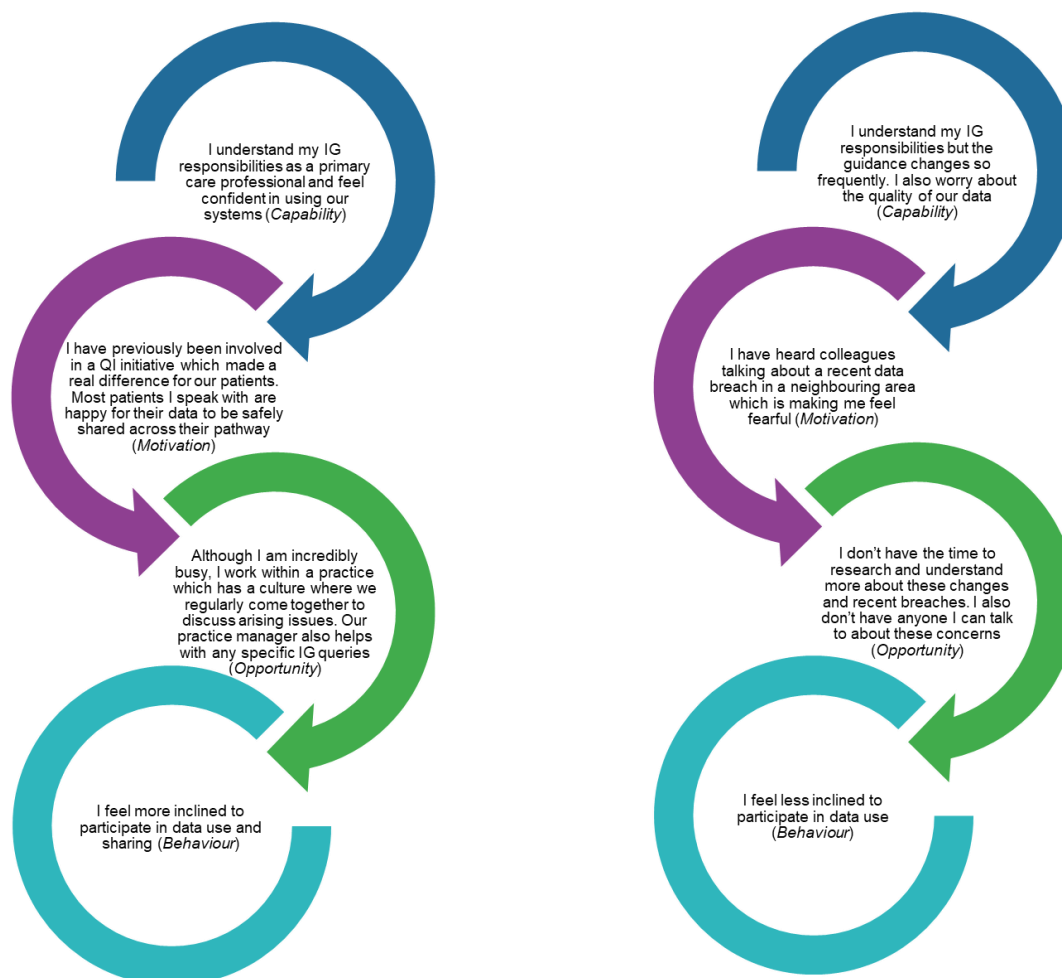 I understand my IG
responsibilities as a primary
care professional and feel
confident in using our
systems (Capability)
I have previously been involved
in a QI initiative which made a
real difference for our patients.
Most patients I speak with are
happy for their data to be safely
shared across their pathway
(Motivation)
Although I am incredibly
busy, I work within a practice
which has a culture where we
regularly come together to
discuss arising issues. Our
practice manager also helps
with any specific IG queries
(Opportunity)
I feel more inclined to
participate in data use and
sharing (Behaviour)
I understand my IG
responsibilities but the
guidance changes so
frequently. I also worry about
the quality of our data
(Capability)
I have heard colleagues
talking about a recent data
breach in a neighbouring area
which is making me feel
fearful (Motivation)
I don’t have the time to
research and understand
more about these changes
and recent breaches. I also
don’t have anyone I can talk
to about these concerns
(Opportunity)
I feel less inclined to
participate in data use
(Behaviour)